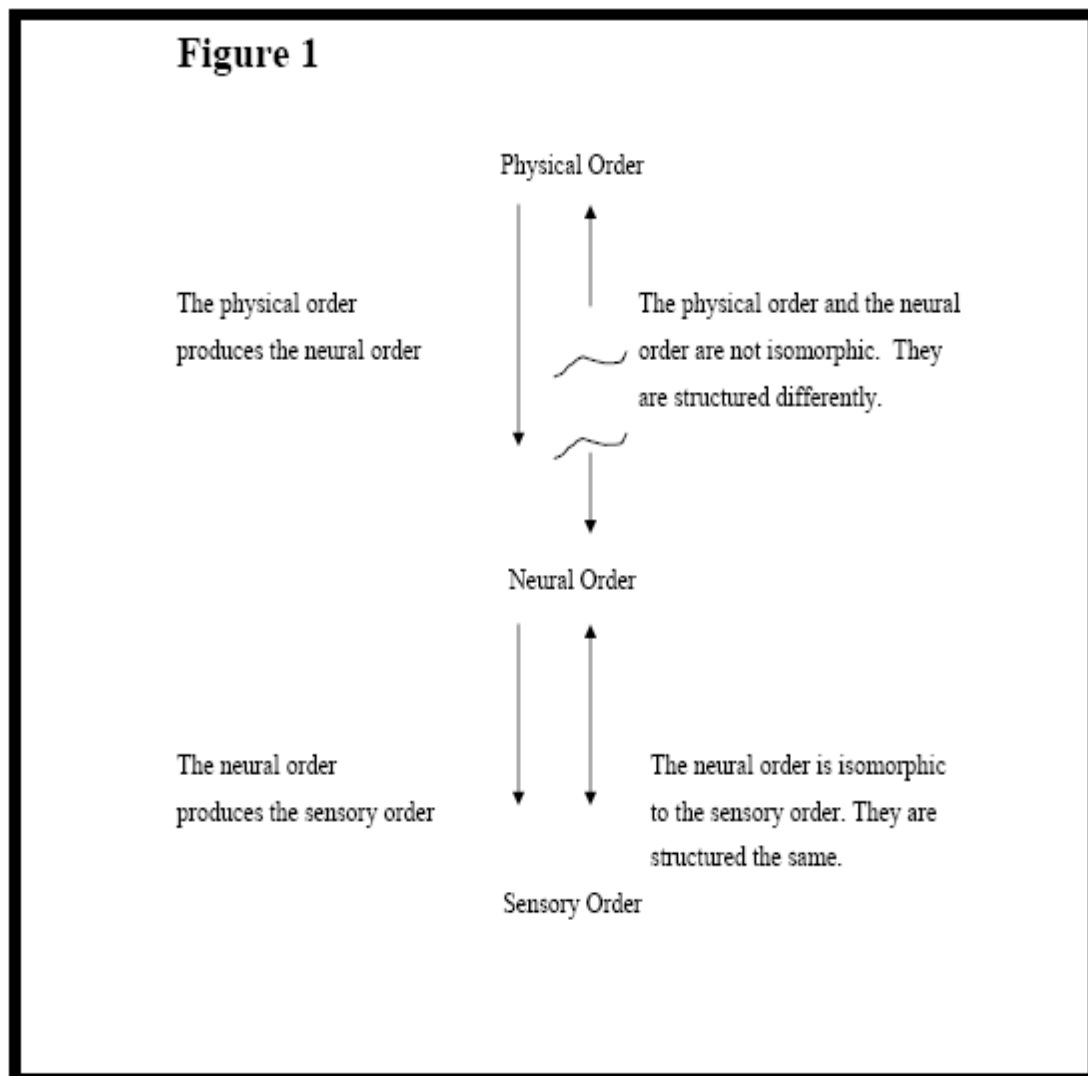 Figure 1
Physical Order
The physical order
produces the neural order
The physical order and the neural
order are not isomorphic.  They
are structured differently.
Neural Order
The neural order
produces the sensory order
The neural order is isomorphic
to the sensory order. They are
structured the same.
Sensory Order